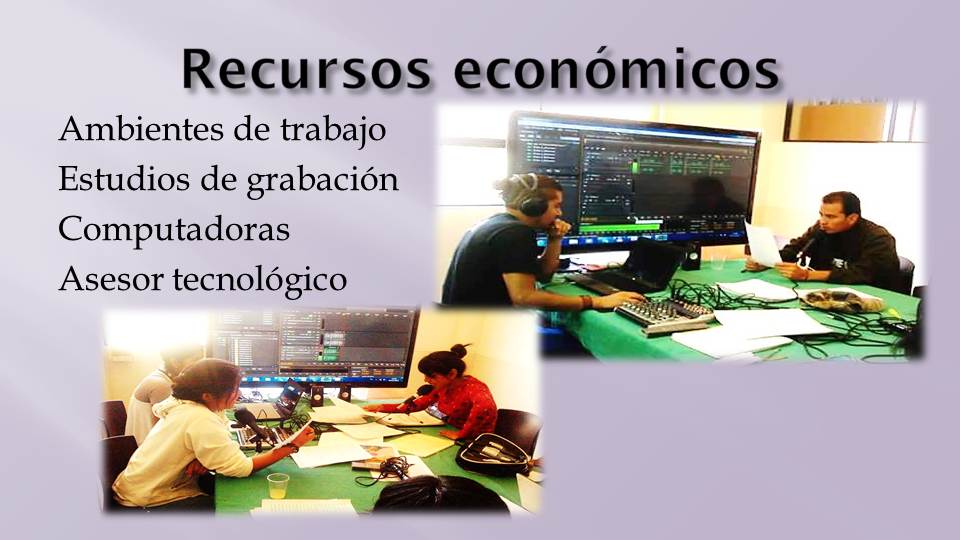 Recursos económicos
Ambientes de trabajo
Estudios de grabación
Computadoras
Asesor tecnológico